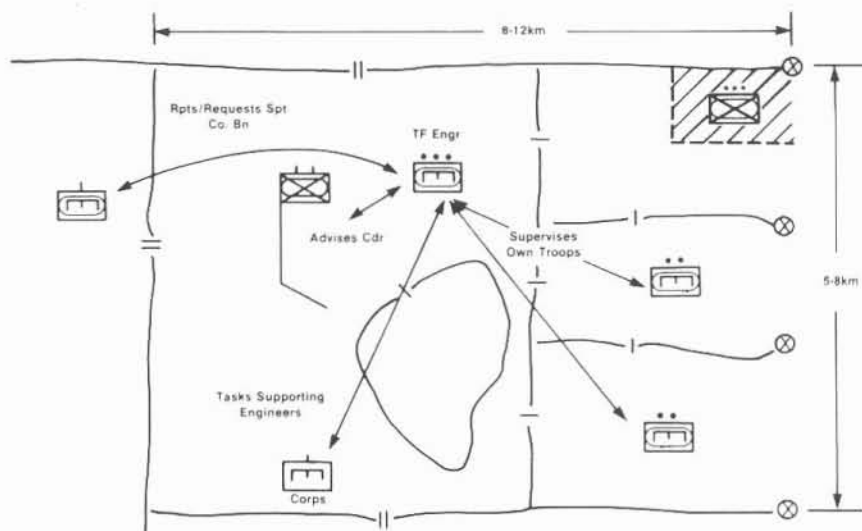 8-12km
Rpts/Requests Spt
Co. Bn
TF Engr
Advises Cdr
Supervises
Own Troops
5-8km
Tasks Supporting
Engineers
Corps